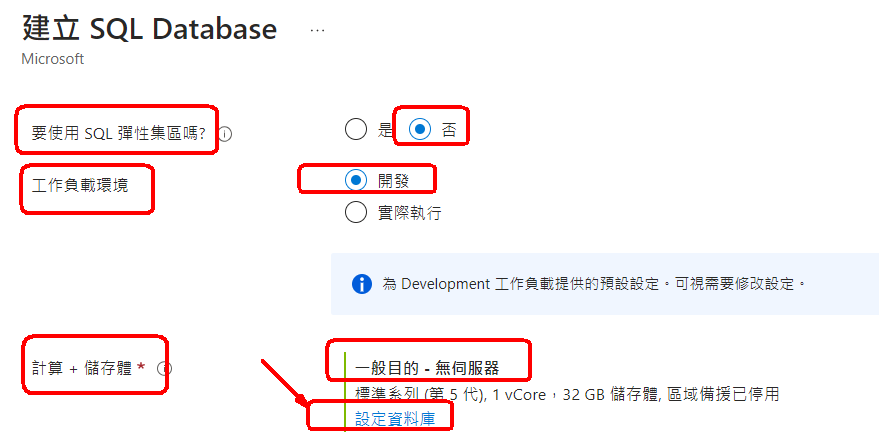 建立 SQL Database ...
Microsoft
要使用 SQL 彈性集區嗎? 是 否
工作負載環境 開發
實際執行
為 Development 工作負載提供的預設設定。可視需要修改設定。
計算 + 儲存體 * 一般目的 - 無伺服器
標準系列 (第 5 代), 1 vCore，32 GB 儲存體, 區域備援已停用
設定資料庫